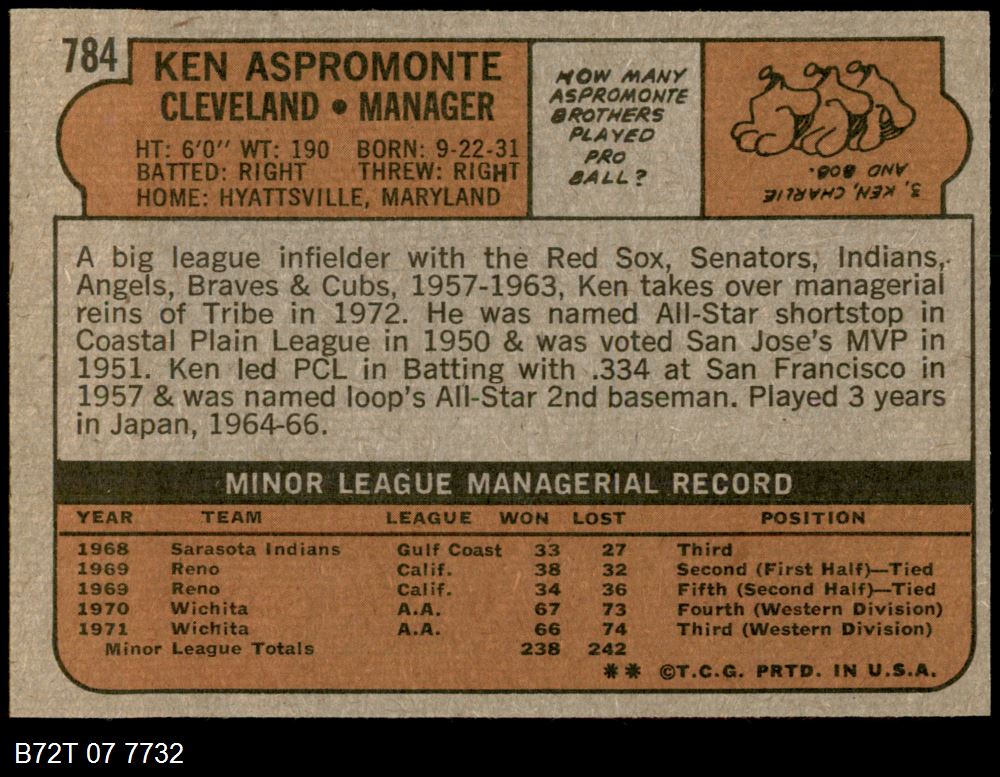 784
KEN ASPROMONTE
CLEVELAND • MANAGER
HT: 6'0" WT: 190 BORN: 9-22-31
BATTED: RIGHT THREW: RIGHT
HOME: HYATTSVILLE, MARYLAND
HOW MANY
ASPROMONTE
BROTHERS
PLAYED
PRO
BALL?
3, KEN, CHARLIE
AND BOB.
A big league infielder with the Red Sox, Senators, Indians,
Angels, Braves & Cubs, 1957-1963, Ken takes over managerial
reins of Tribe in 1972. He was named All-Star shortstop in
Coastal Plain League in 1950 & was voted San Jose's MVP in
1951. Ken led PCL in Batting with .334 at San Francisco in
1957 & was named loop's All-Star 2nd baseman. Played 3 years
in Japan, 1964-66.
MINOR LEAGUE MANAGERIAL RECORD
YEAR TEAM LEAGUE WON LOST POSITION
1968 Sarasota Indians Gulf Coast 33 27 Third
1969 Reno Calif. 38 32 Second (First Half)—Tied
1969 Reno Calif. 34 36 Fifth (Second Half)—Tied
1970 Wichita A.A. 67 73 Fourth (Western Division)
1971 Wichita A.A. 66 74 Third (Western Division)
Minor League Totals 238 242
** ©T.C.G. PRTD. IN U.S.A.
B72T 07 7732